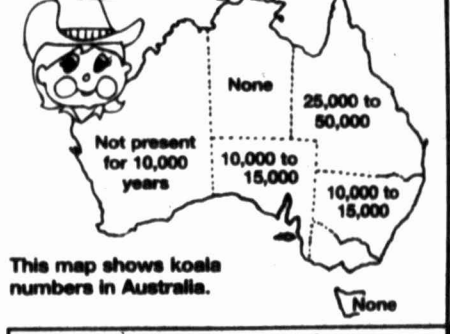 None
25,000 to
50,000
Not present
for 10,000
years
10,000 to
15,000
10,000 to
15,000
This map shows koala
numbers in Australia.
None